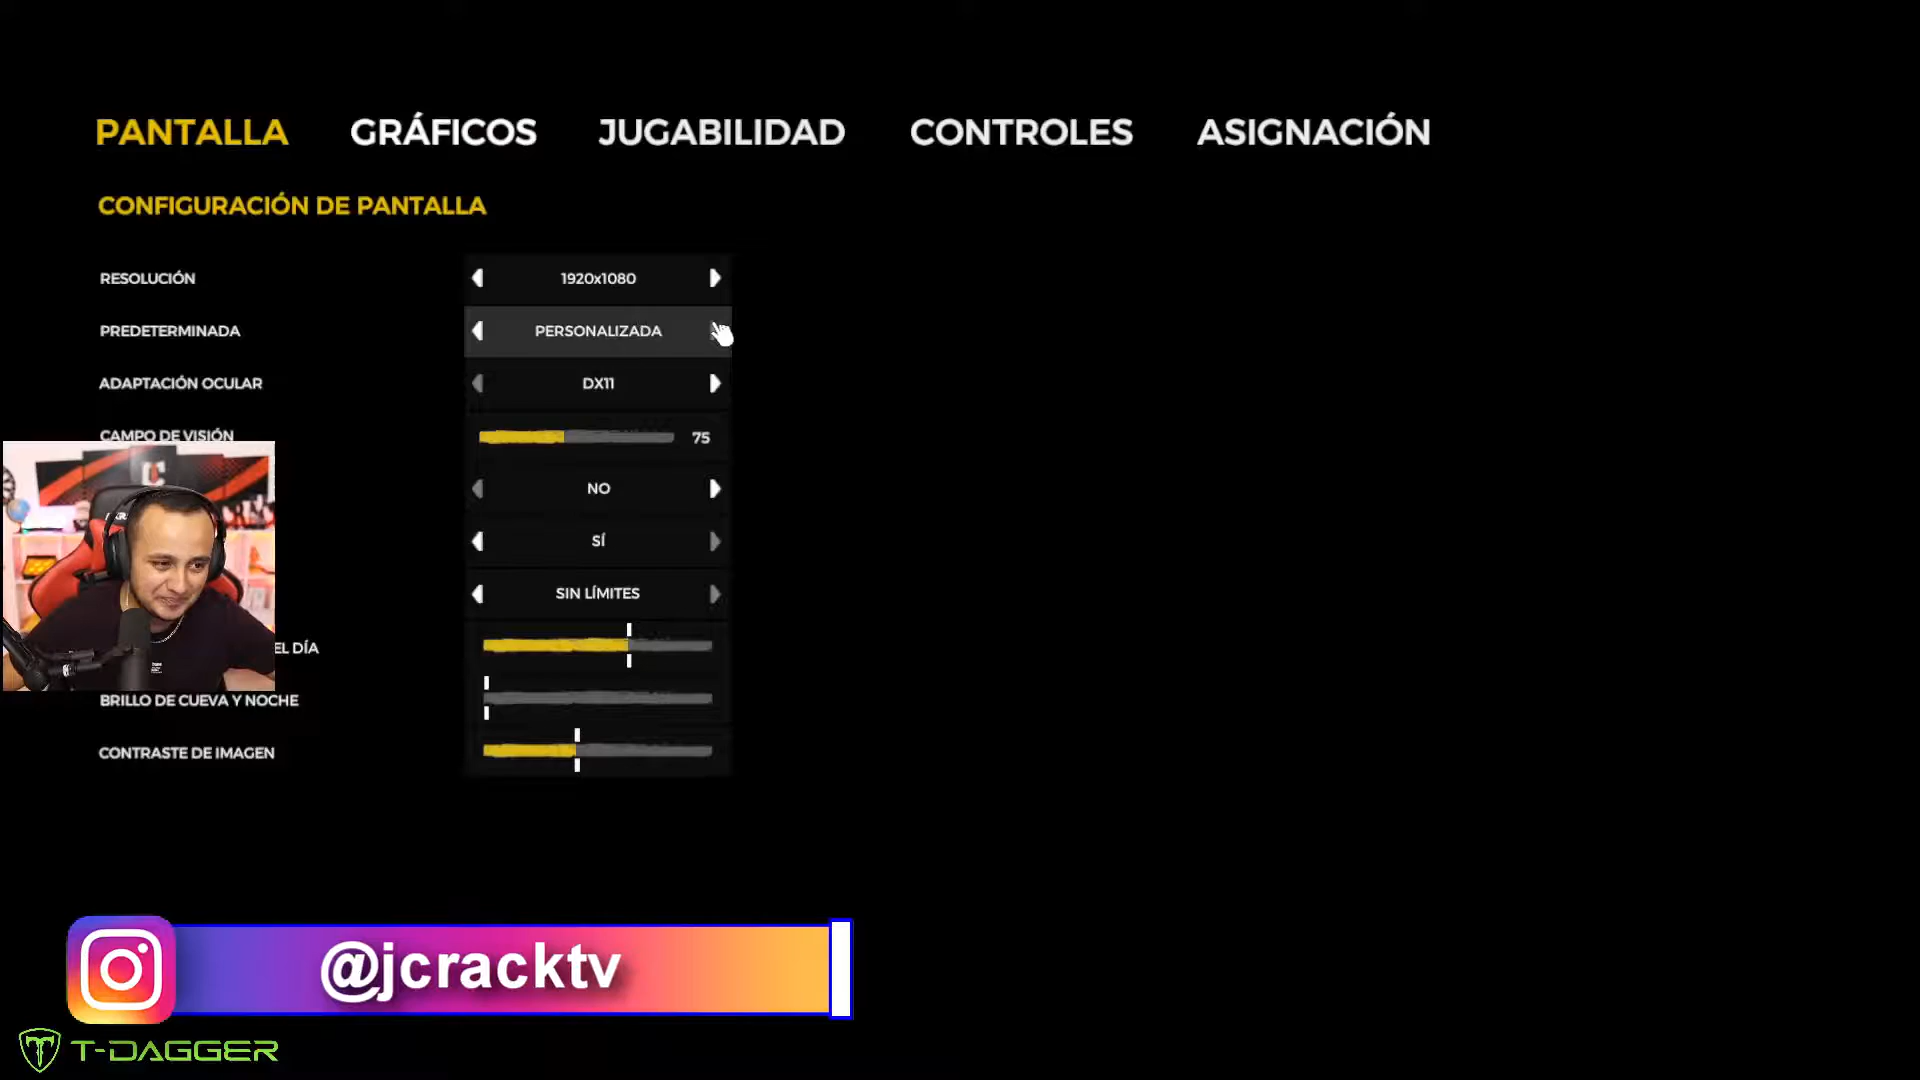 PANTALLA GRÁFICOS JUGABILIDAD CONTROLES ASIGNACIÓN
CONFIGURACIÓN DE PANTALLA
RESOLUCIÓN 1920x1080
PREDETERMINADA PERSONALIZADA
ADAPTACIÓN OCULAR DX11
CAMPO DE VISIÓN 75
NO
SÍ
SIN LÍMITES
EL DÍA
BRILLO DE CUEVA Y NOCHE
CONTRASTE DE IMAGEN
@jcracktv
T-DAGGER